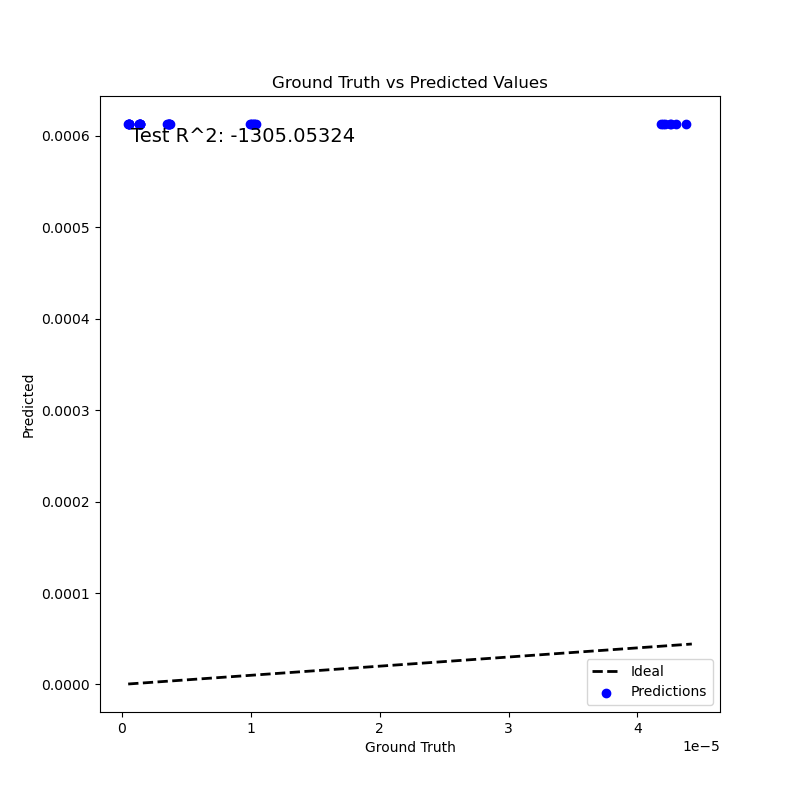 Ground Truth vs Predicted Values
Test R^2: -1305.05324
0.0006
0.0005
0.0004
0.0003
0.0002
0.0001
0.0000
Predicted
Ideal
Predictions
0 1 2 3 4
1e−5
Ground Truth